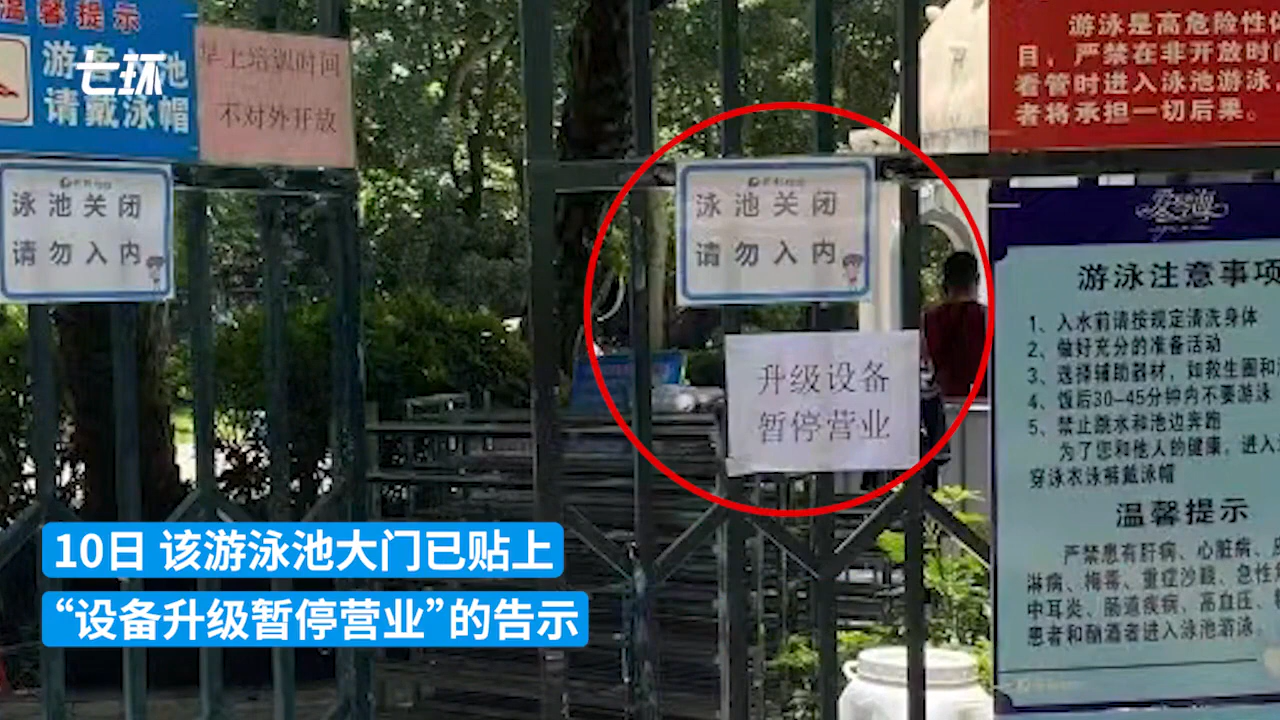 温馨提示
游客 池
请戴泳帽
七环
早上培训时间
不对外开放
泳池关闭
请勿入内
泳池关闭
请勿入内
升级设备
暂停营业
游泳是高危险性
目，严禁在非开放时
看管时进入泳池游泳，
者将承担一切后果。
游泳注意事项
1、入水前请按规定清洗身体
2、做好充分的准备活动
3、选择辅助器材，如救生圈和
4、饭后30-45分钟内不要游泳
5、禁止跳水和池边奔跑
为了您和他人的健康，进入
穿泳衣泳裤戴泳帽
温馨提示
严禁患有肝病、心脏病、
淋病、梅毒、重症沙眼、急性
中耳炎、肠道疾病、高血压、
患者和酗酒者进入泳池游泳。
10日 该游泳池大门已贴上
“设备升级暂停营业”的告示